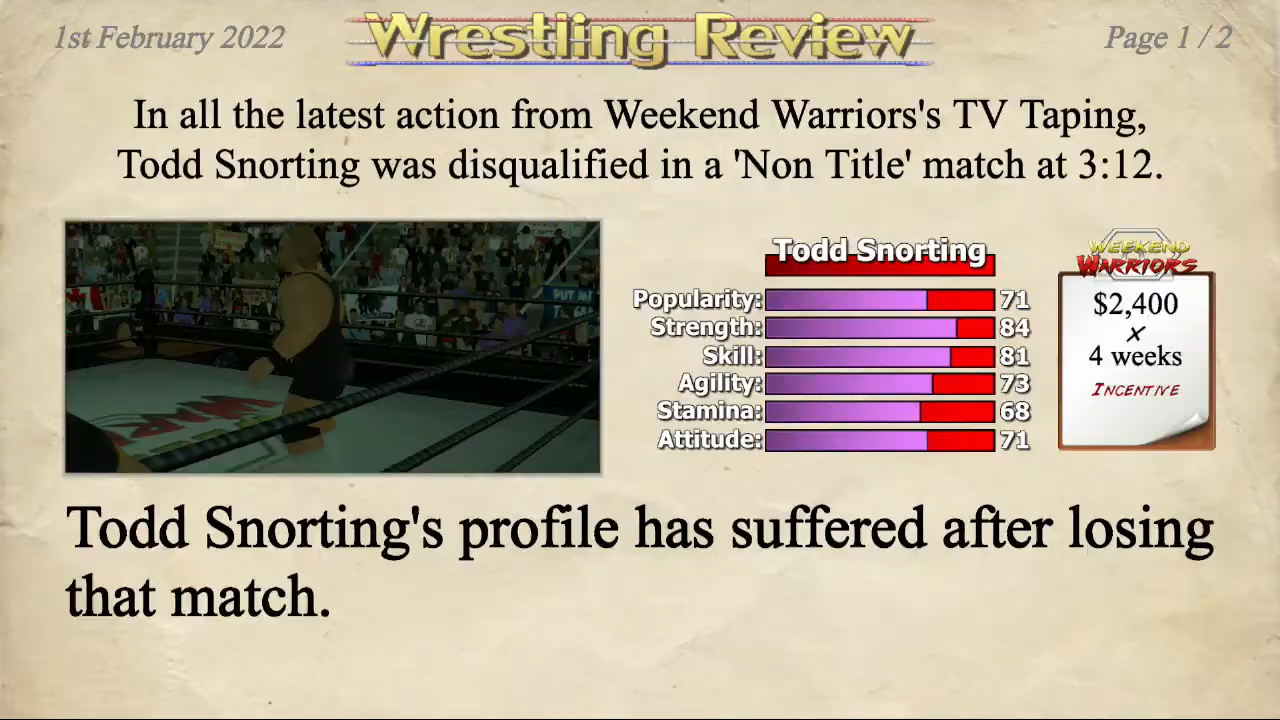 1st February 2022
Wrestling Review
Page 1 / 2
In all the latest action from Weekend Warriors's TV Taping,
Todd Snorting was disqualified in a 'Non Title' match at 3:12.
PUT ME
Todd Snorting
Popularity: 71
Strength: 84
Skill: 81
Agility: 73
Stamina: 68
Attitude: 71
WEEKEND
WARRIORS
$2,400
×
4 weeks
INCENTIVE
Todd Snorting's profile has suffered after losing
that match.